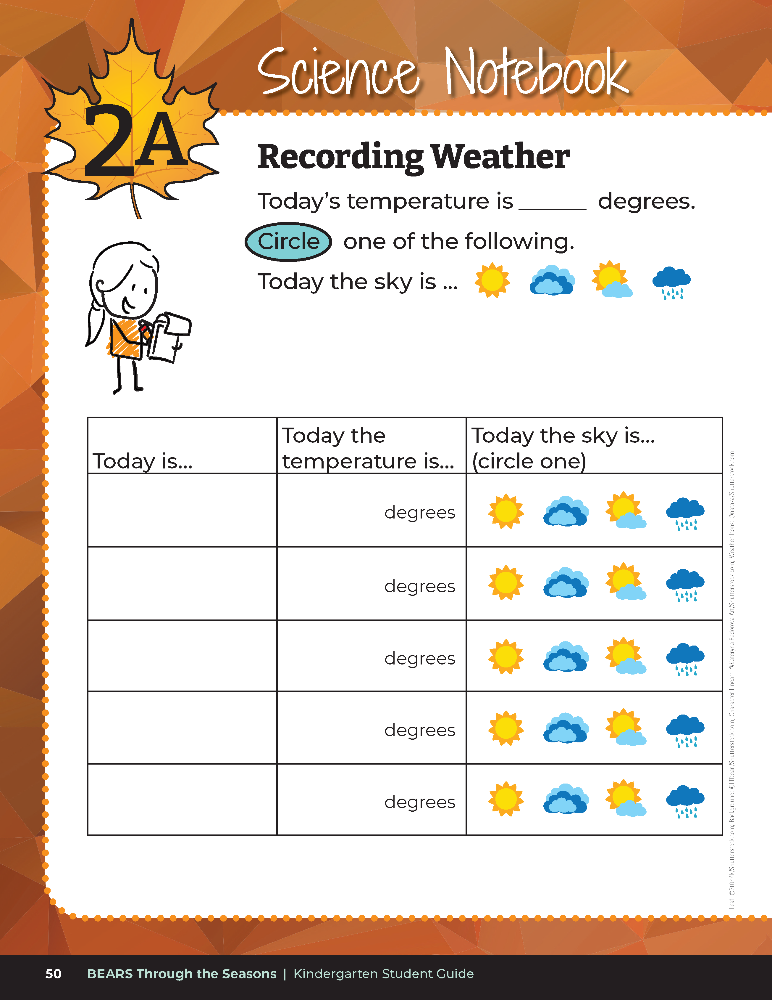 Science Notebook
2A
Recording Weather
Today’s temperature is ______ degrees.
Circle one of the following.
Today the sky is ...
Today is...
Today the
temperature is...
Today the sky is...
(circle one)
degrees
degrees
degrees
degrees
degrees
Leaf: ©3t0n4k/Shutterstock.com; Background: ©LTDean/Shutterstock.com; Character Lineart: @Kateryna Fedorova Art/Shutterstock.com; Weather Icons: ©nataka/Shutterstock.com
50 BEARS Through the Seasons | Kindergarten Student Guide